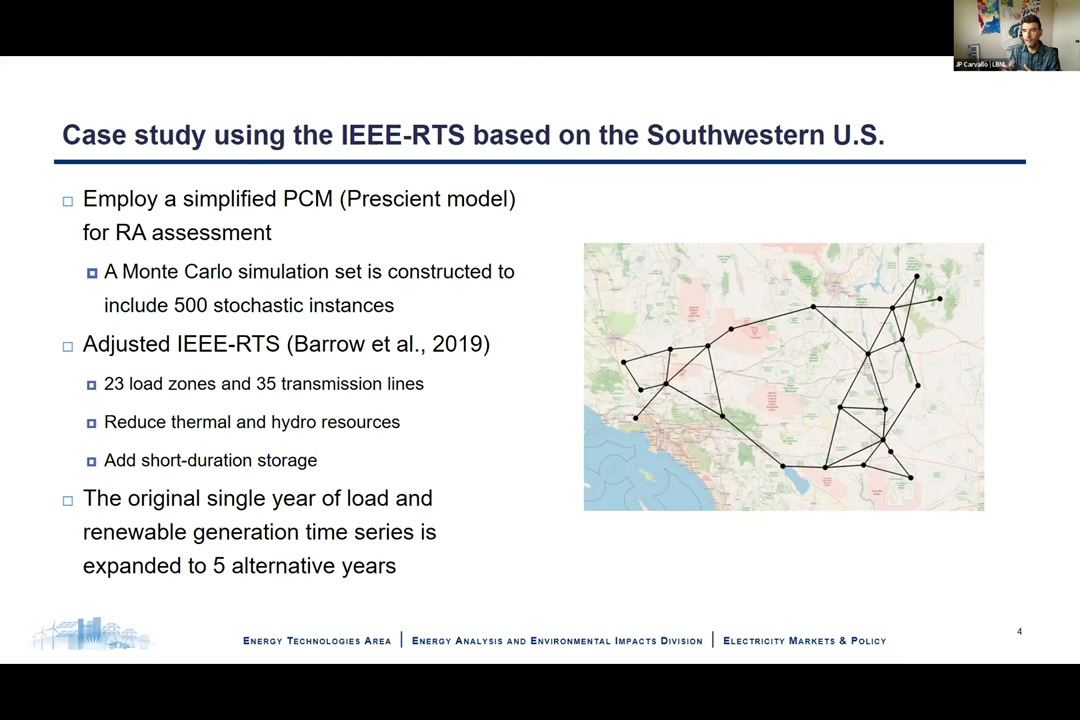 JP Carvallo | LBNL
Case study using the IEEE-RTS based on the Southwestern U.S.
Employ a simplified PCM (Prescient model)
for RA assessment
A Monte Carlo simulation set is constructed to
include 500 stochastic instances
Adjusted IEEE-RTS (Barrow et al., 2019)
23 load zones and 35 transmission lines
Reduce thermal and hydro resources
Add short-duration storage
The original single year of load and
renewable generation time series is
expanded to 5 alternative years
ENERGY TECHNOLOGIES AREA | ENERGY ANALYSIS AND ENVIRONMENTAL IMPACTS DIVISION | ELECTRICITY MARKETS & POLICY
4